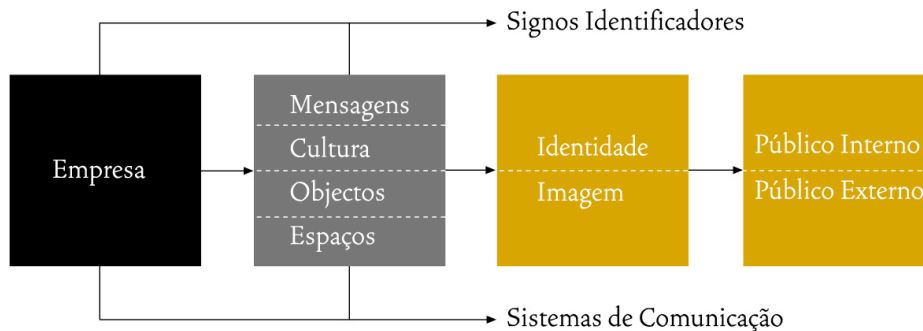 Signos Identificadores
Empresa
Mensagens
Cultura
Objectos
Espaços
Identidade
Imagem
Público Interno
Público Externo
Sistemas de Comunicação